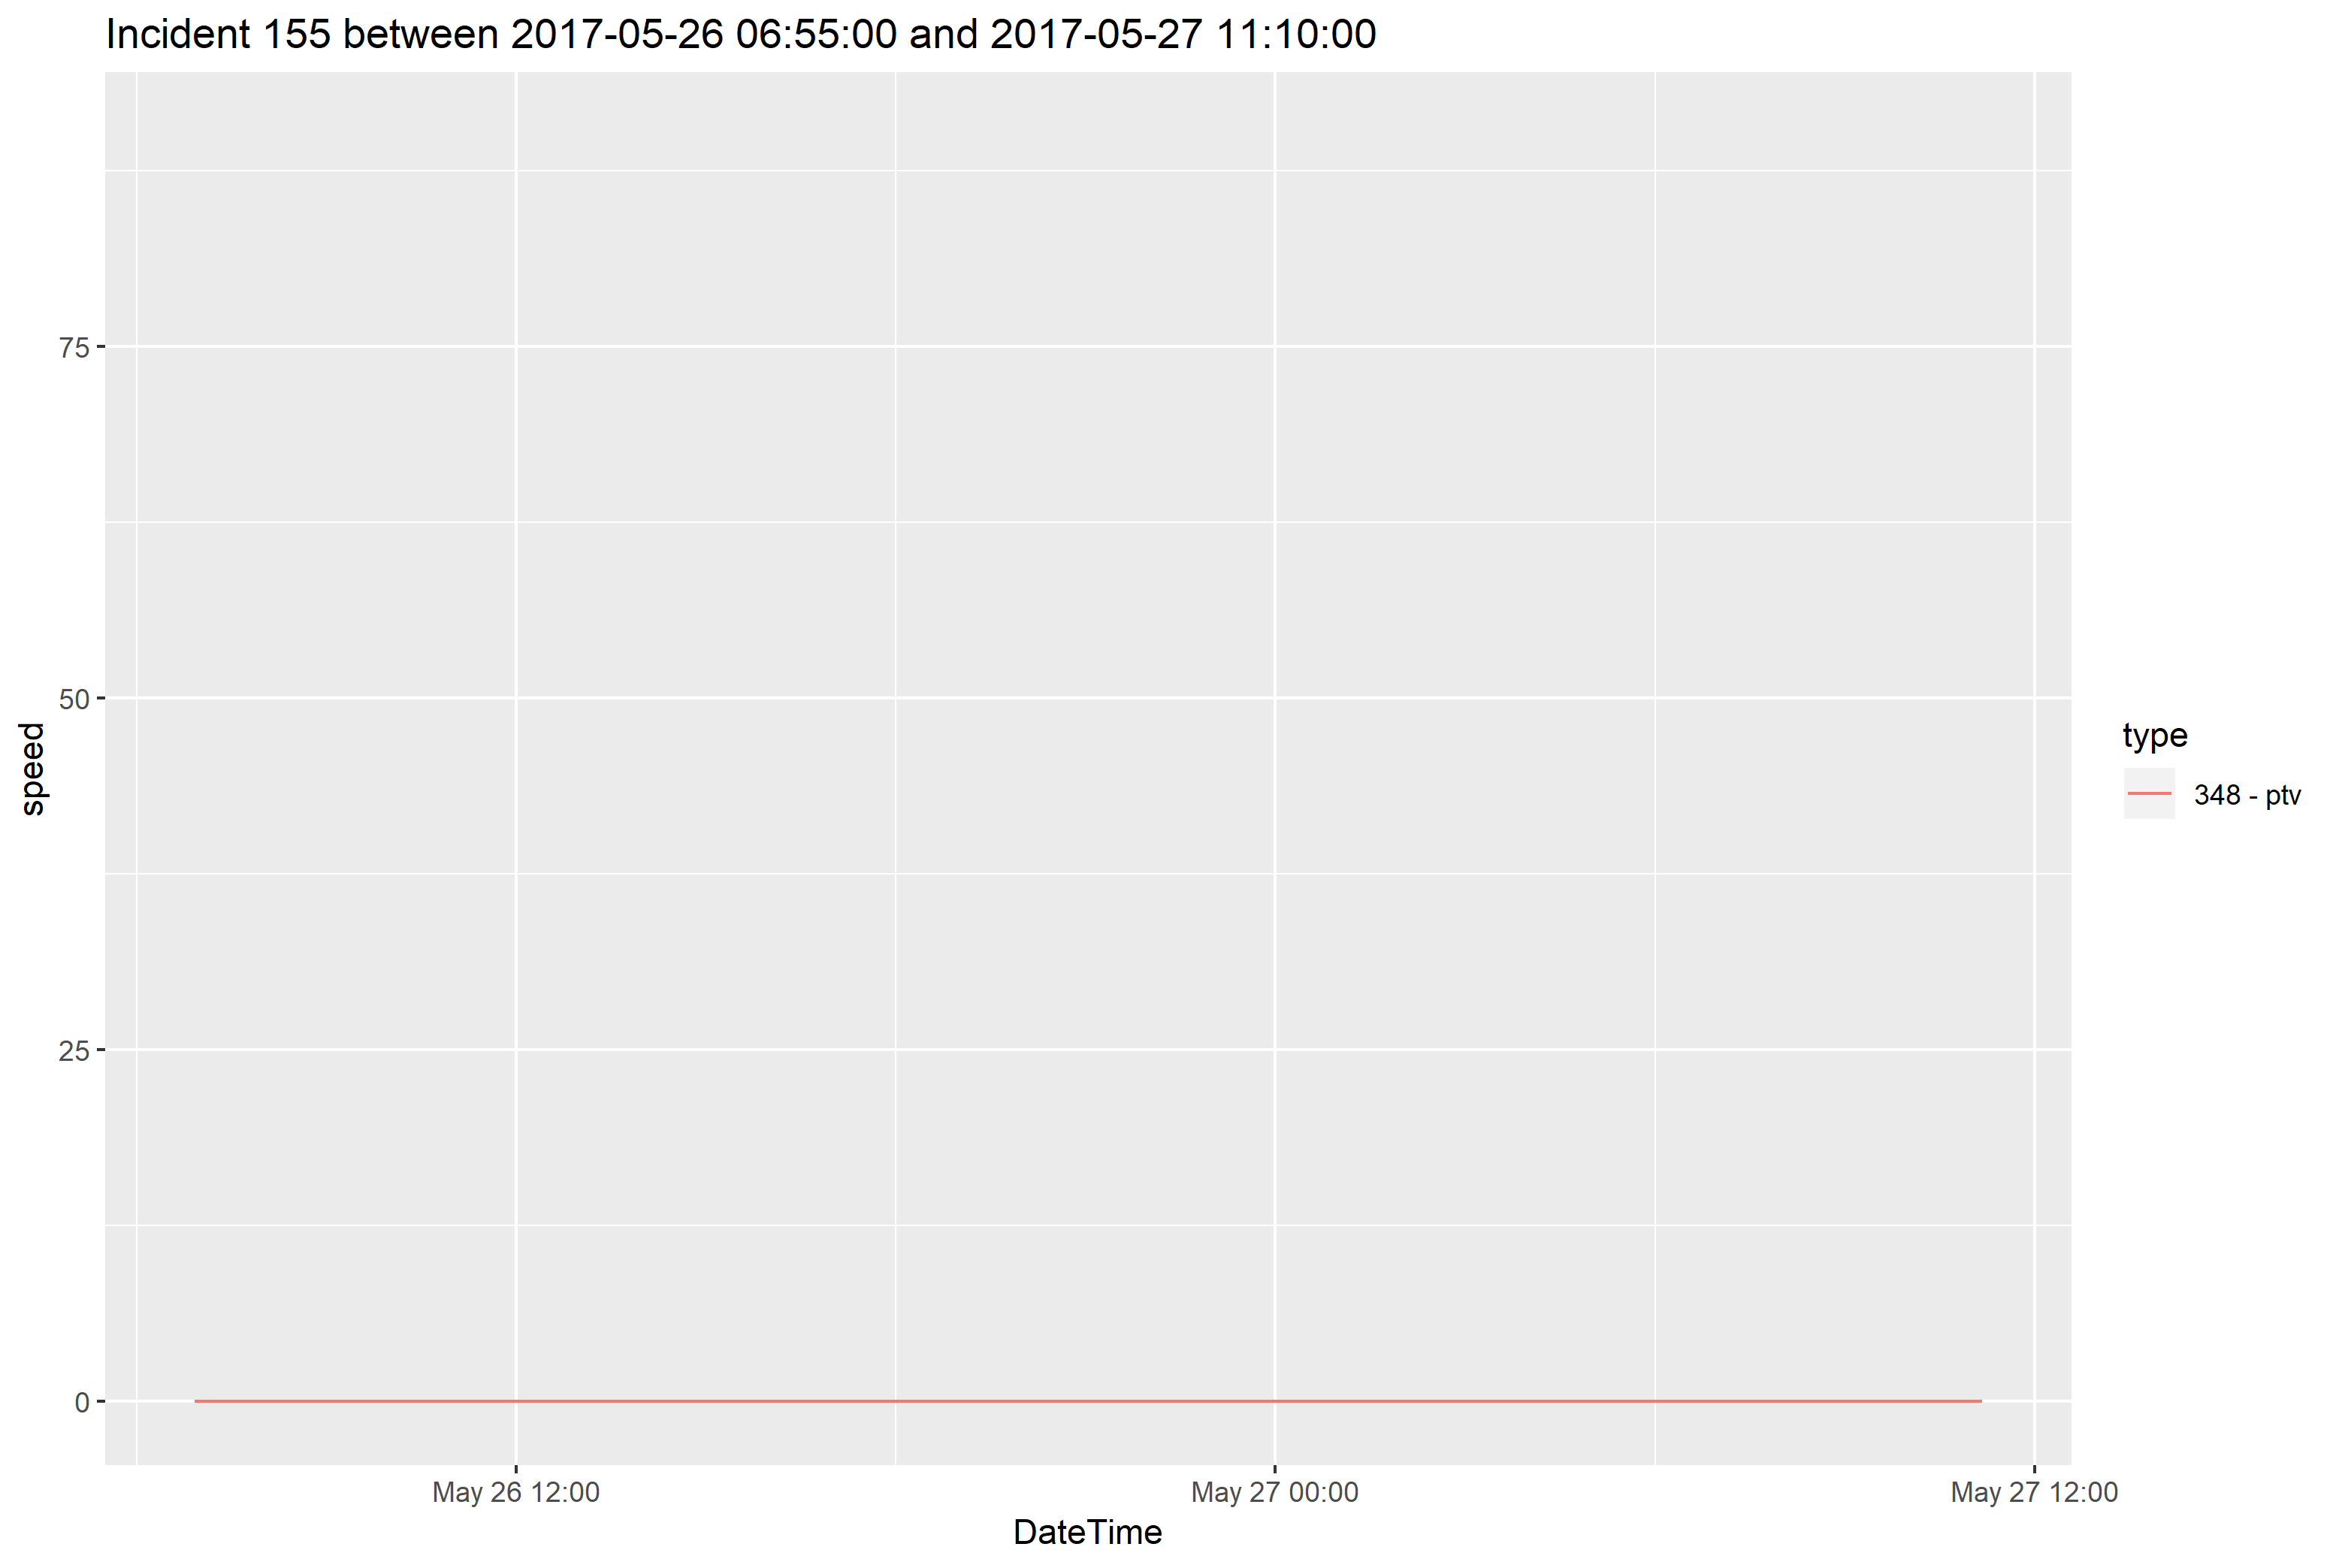 Incident 155 between 2017-05-26 06:55:00 and 2017-05-27 11:10:00
75
50
25
0
speed
May 26 12:00
May 27 00:00
May 27 12:00
DateTime
type
348 - ptv